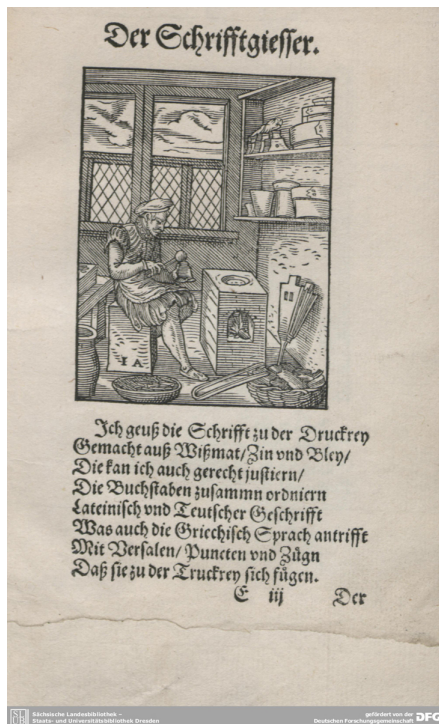 Der Schrifftgiesser.
IA
Ich geuß die Schrifft zu der Druckrey
Gemacht auß Wißmat/ Zin vnd Bley/
Die kan ich auch gerecht justiern/
Die Buchstaben zusammn ordniern
Lateinisch vnd Teutscher Geschrifft
Was auch die Griechisch Sprach antrifft
Mit Versalen/ Puncten vnd Zügn
Daß sie zu der Truckrey sich fügen.
E iij Der
Sächsische Landesbibliothek –
Staats- und Universitätsbibliothek Dresden
gefördert von der
Deutschen Forschungsgemeinschaft
DFG